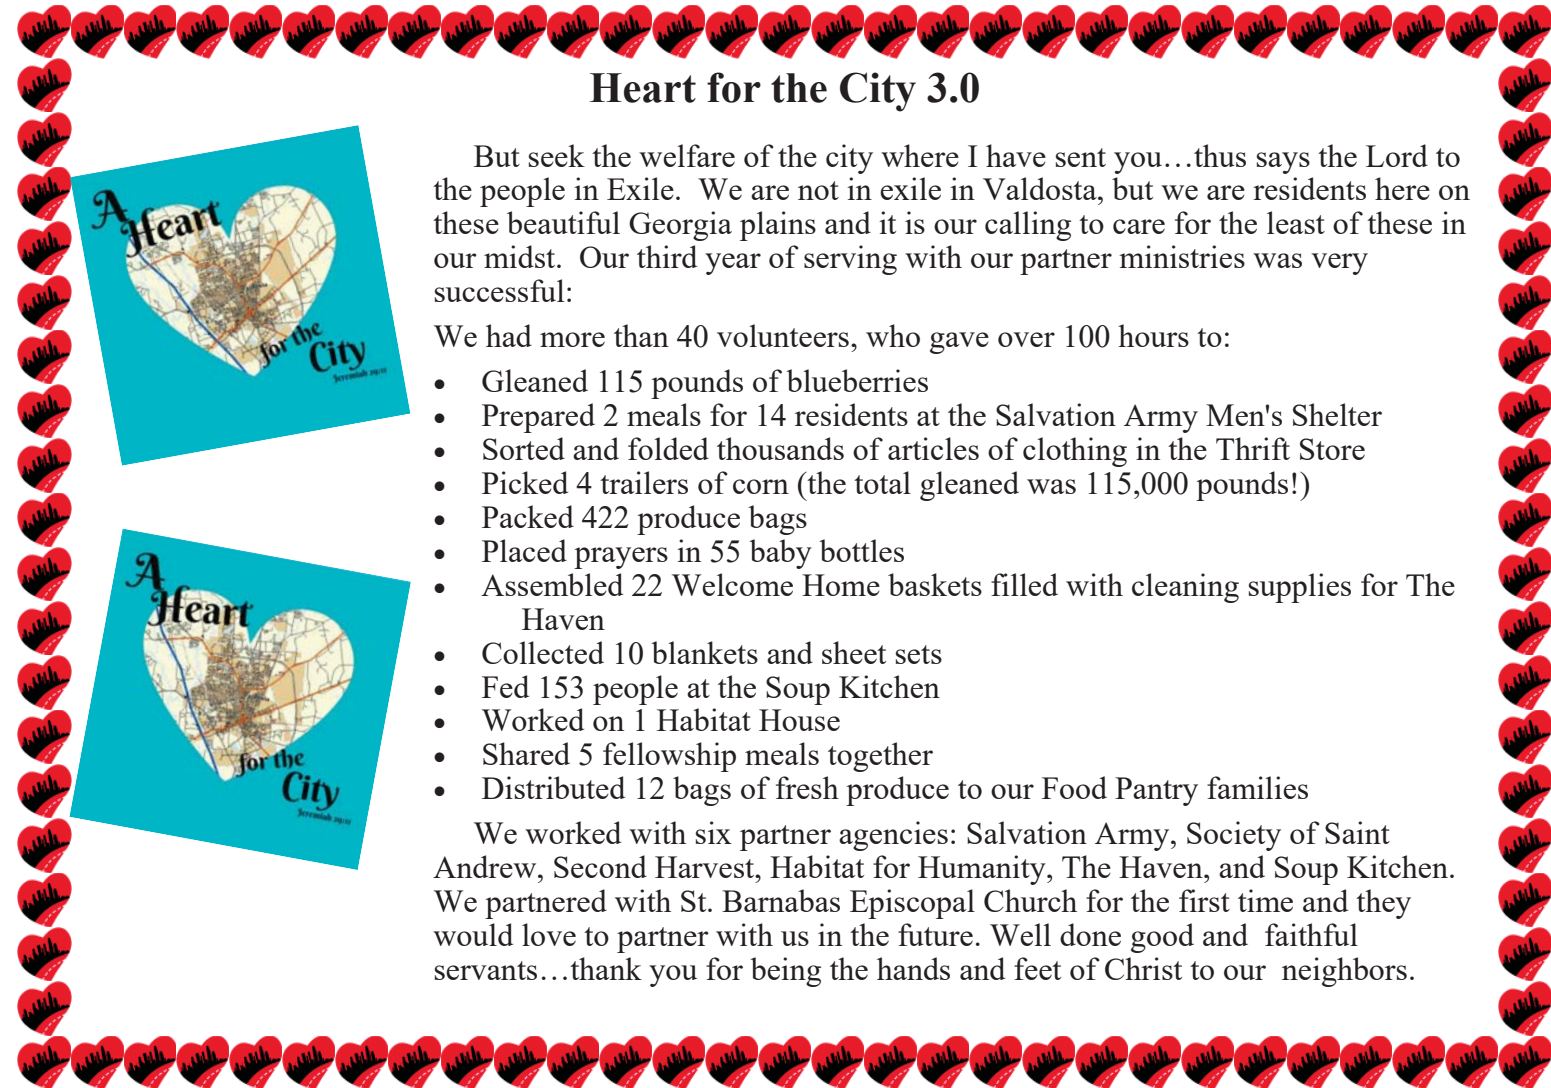 Heart for the City 3.0
A
Heart
for the
City
Jeremiah 29:11
A
Heart
for the
City
Jeremiah 29:11
But seek the welfare of the city where I have sent you…thus says the Lord to
the people in Exile.  We are not in exile in Valdosta, but we are residents here on
these beautiful Georgia plains and it is our calling to care for the least of these in
our midst.  Our third year of serving with our partner ministries was very
successful:
We had more than 40 volunteers, who gave over 100 hours to:
• Gleaned 115 pounds of blueberries
• Prepared 2 meals for 14 residents at the Salvation Army Men's Shelter
• Sorted and folded thousands of articles of clothing in the Thrift Store
• Picked 4 trailers of corn (the total gleaned was 115,000 pounds!)
• Packed 422 produce bags
• Placed prayers in 55 baby bottles
• Assembled 22 Welcome Home baskets filled with cleaning supplies for The
Haven
• Collected 10 blankets and sheet sets
• Fed 153 people at the Soup Kitchen
• Worked on 1 Habitat House
• Shared 5 fellowship meals together
• Distributed 12 bags of fresh produce to our Food Pantry families
We worked with six partner agencies: Salvation Army, Society of Saint
Andrew, Second Harvest, Habitat for Humanity, The Haven, and Soup Kitchen.
We partnered with St. Barnabas Episcopal Church for the first time and they
would love to partner with us in the future. Well done good and  faithful
servants…thank you for being the hands and feet of Christ to our  neighbors.